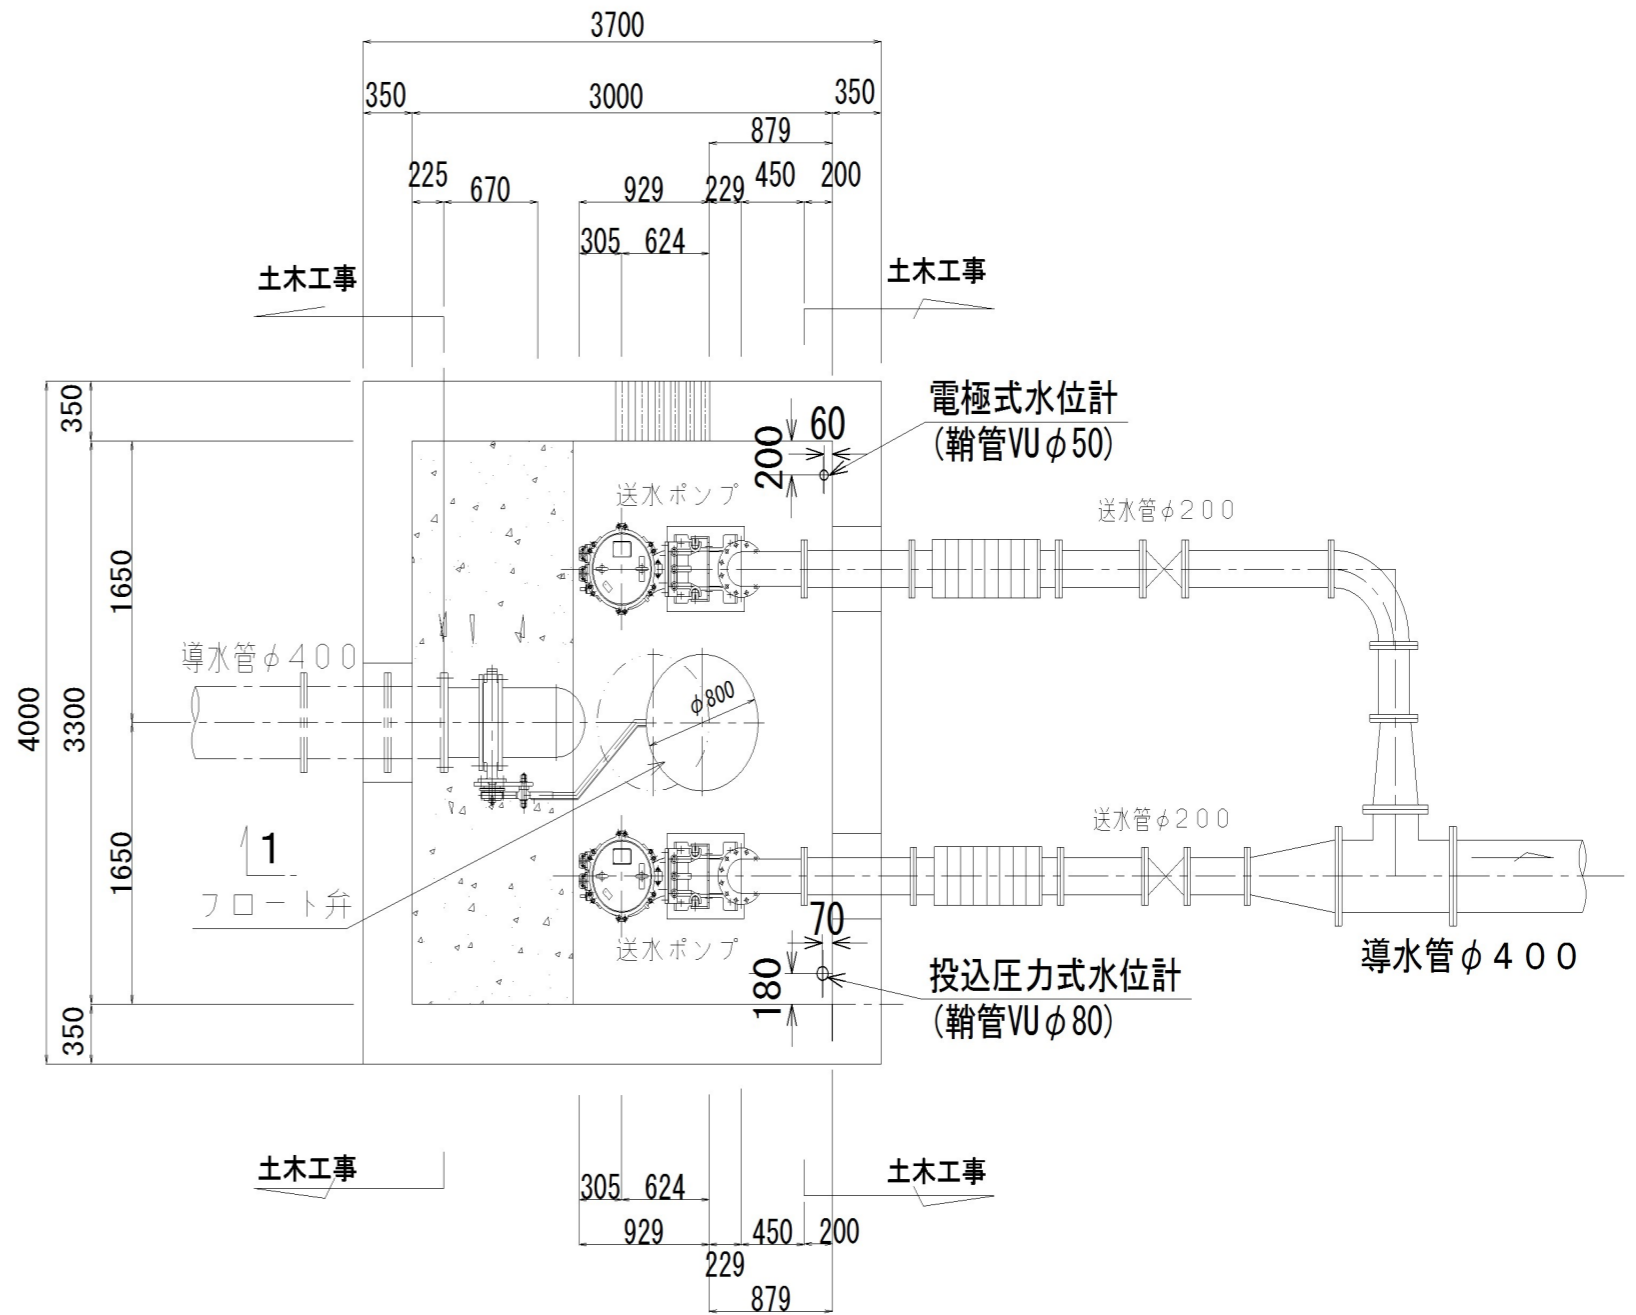 3700
350
3000
350
879
225
670
929
229
450
200
305
624
土木工事
土木工事
350
4000
3300
1650
1650
350
電極式水位計
(鞘管VUφ50)
60
200
送水ポンプ
送水管φ200
導水管φ400
φ800
送水管φ200
1
フロート弁
70
送水ポンプ
180
導水管φ400
投込圧力式水位計
(鞘管VUφ80)
土木工事
土木工事
305
624
929
450
200
229
879